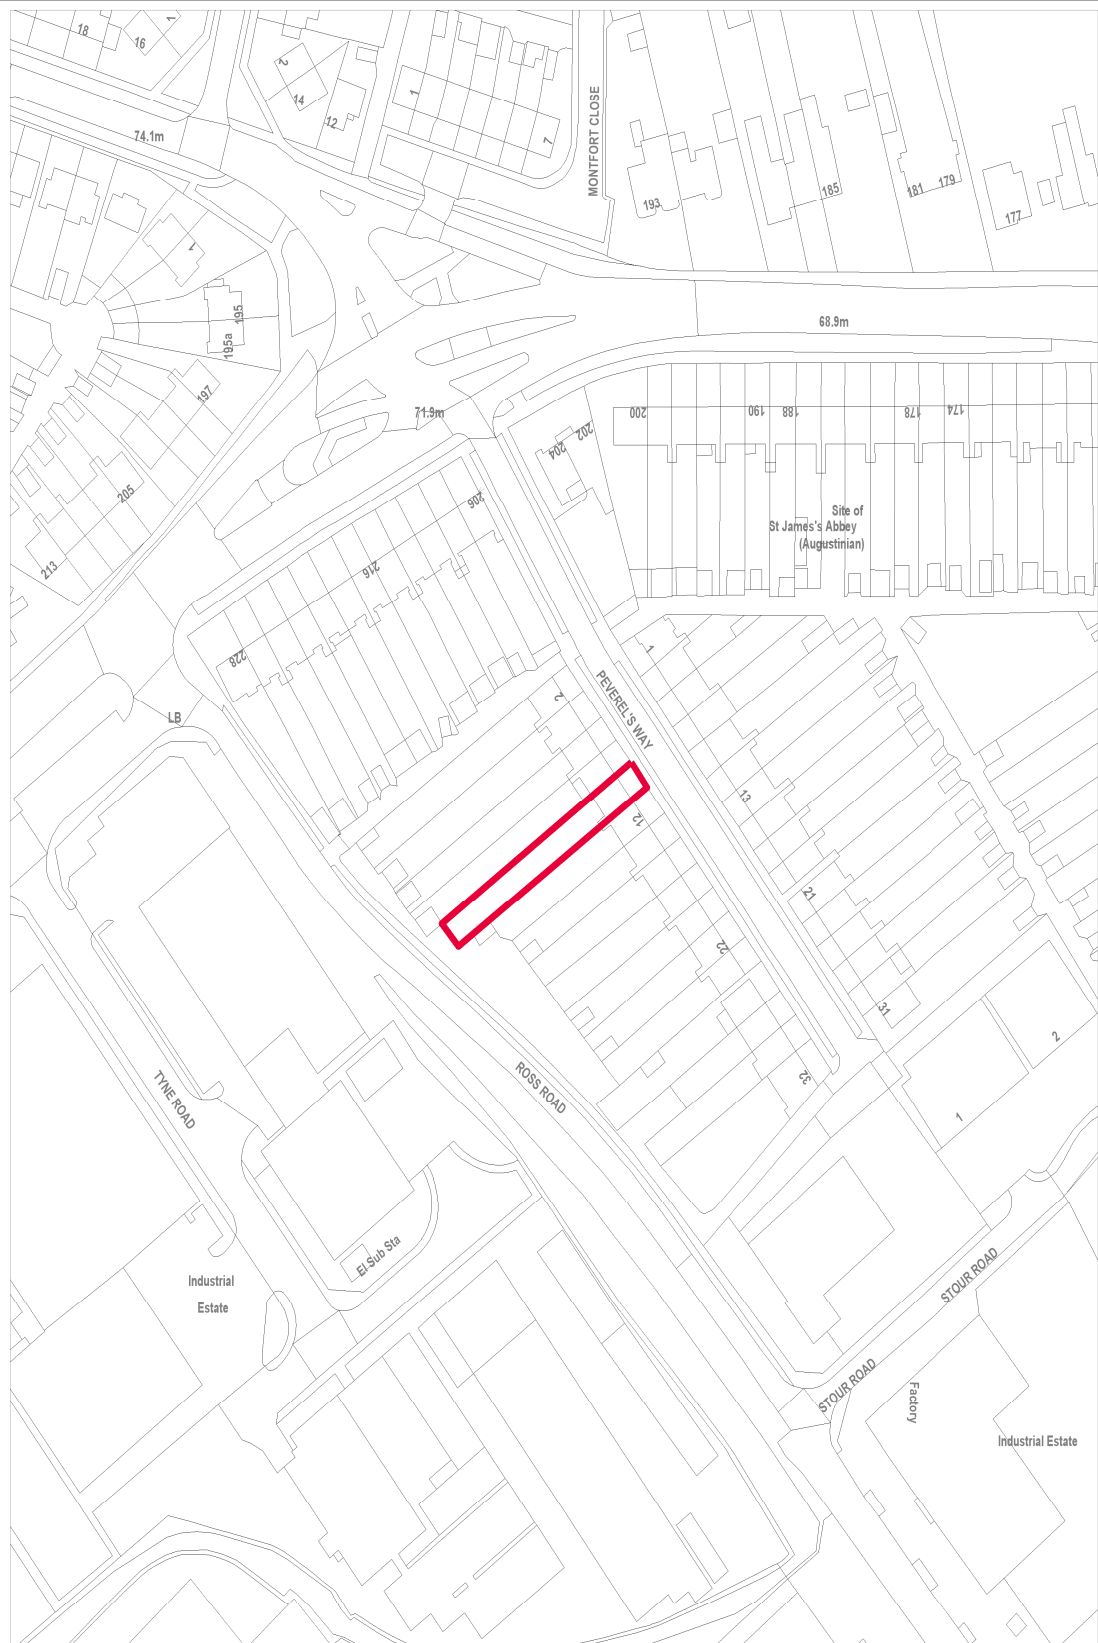 18
16
1
2
14
12
1
7
MONTFORT CLOSE
74.1m
193
185
181
179
177
1
195
195a
197
68.9m
71.9m
200
190
188
178
174
202
204
206
205
213
216
228
Site of
St James's Abbey
(Augustinian)
LB
1
2
PEVEREL'S WAY
12
13
21
22
31
32
2
1
TYNE ROAD
ROSS ROAD
El Sub Sta
Industrial
Estate
STOUR ROAD
STOUR ROAD
Factory
Industrial Estate